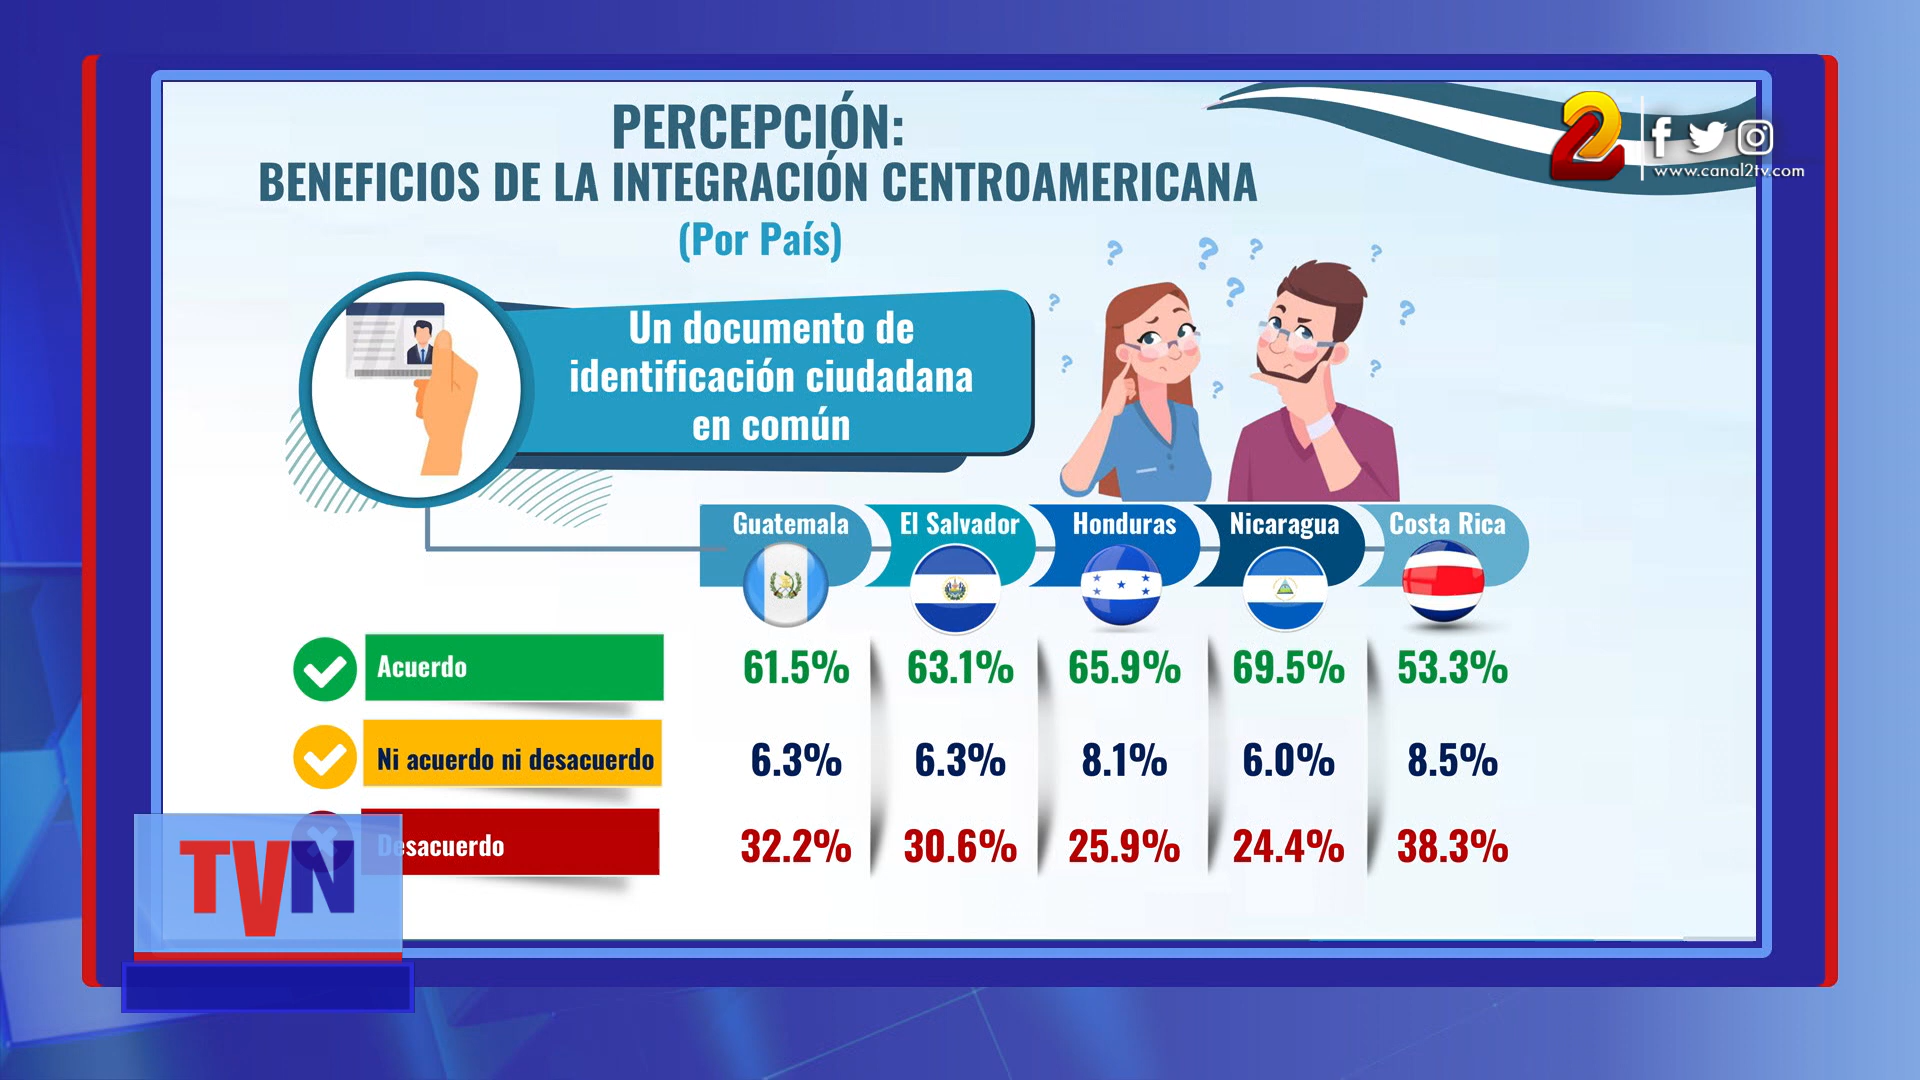 PERCEPCIÓN:
BENEFICIOS DE LA INTEGRACIÓN CENTROAMERICANA
(Por País)
2
www.canal2tv.com
Un documento de
identificación ciudadana
en común
Guatemala El Salvador Honduras Nicaragua Costa Rica
Acuerdo 61.5% 63.1% 65.9% 69.5% 53.3%
Ni acuerdo ni desacuerdo 6.3% 6.3% 8.1% 6.0% 8.5%
Desacuerdo 32.2% 30.6% 25.9% 24.4% 38.3%
TVN